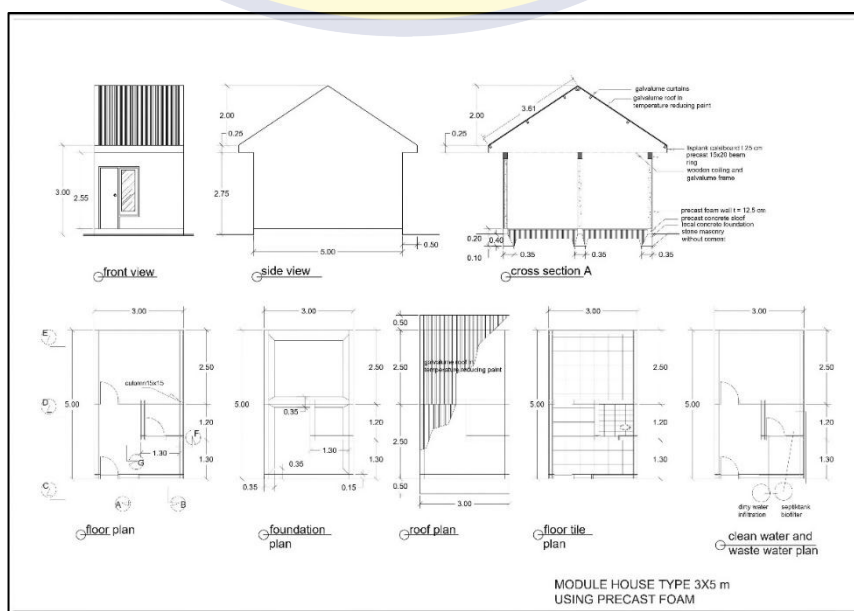 2.00
0.25
3.00
2.55
front view
2.00
0.25
2.75
5.00
0.50
side view
2.00
0.25
3.61
galvalume curtains
galvalume roof in
temperature reducing paint
precast 15x20 beam
ring
wooden ceiling and
galvalume frame
precast foam wall t = 12,5 cm
precast concrete sloof
local concrete foundation
stone masonry
without cement
0.20
0.40
0.10
0.35
0.35
0.35
cross section A
3.00
E
D
C
5.00
column15x15
2.50
1.20
1.30
1.30
F
G
A
B
floor plan
3.00
5.00
0.35
1.30
0.35
0.35
0.15
foundation
plan
0.50
2.50
2.50
0.50
galvalume roof in
temperature reducing paint
3.00
roof plan
3.00
5.00
2.50
1.20
1.30
floor tile
plan
3.00
5.00
2.50
1.20
1.30
dirty water
infiltration
septiktank
biofilter
clean water and
waste water plan
MODULE HOUSE TYPE 3X5 m
USING PRECAST FOAM